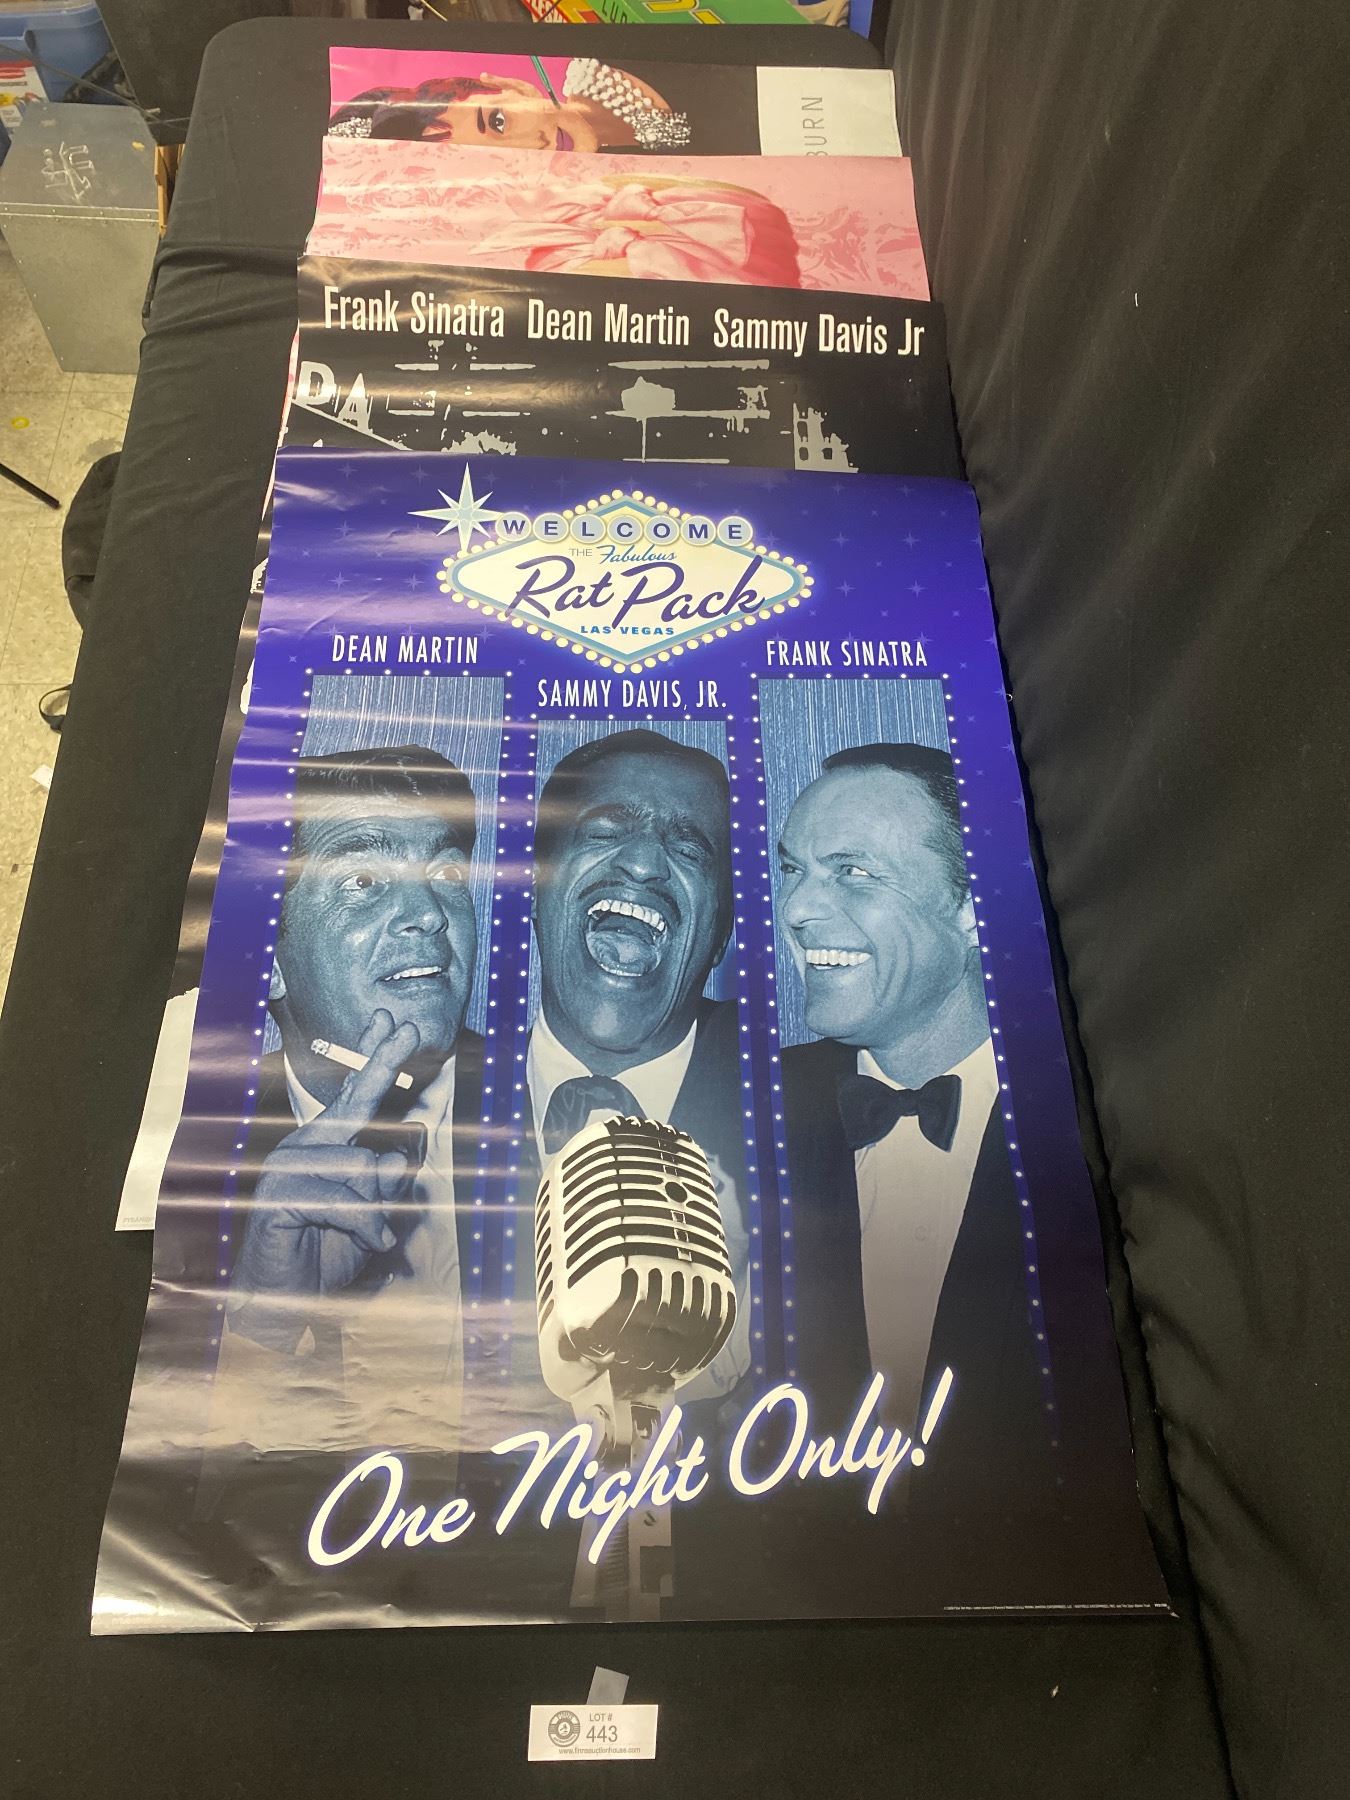 BURN
Frank Sinatra Dean Martin Sammy Davis Jr
PA
WELCOME
THE Fabulous
Rat Pack
LAS VEGAS
DEAN MARTIN
SAMMY DAVIS, JR.
FRANK SINATRA
One Night Only!
LOT #
443